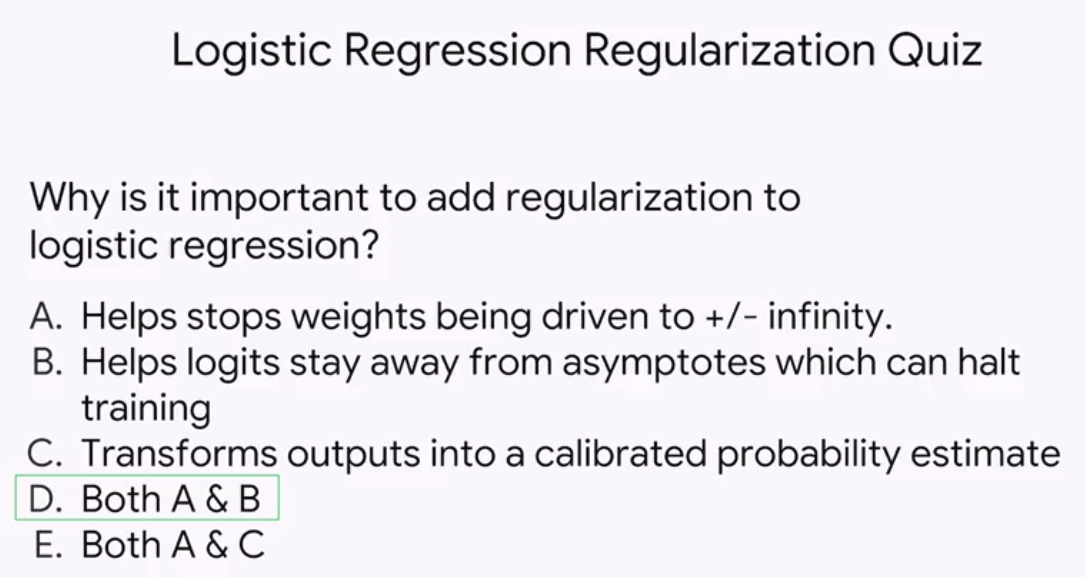 Logistic Regression Regularization Quiz
Why is it important to add regularization to
logistic regression?
A. Helps stops weights being driven to +/- infinity.
B. Helps logits stay away from asymptotes which can halt
training
C. Transforms outputs into a calibrated probability estimate
D. Both A & B
E. Both A & C